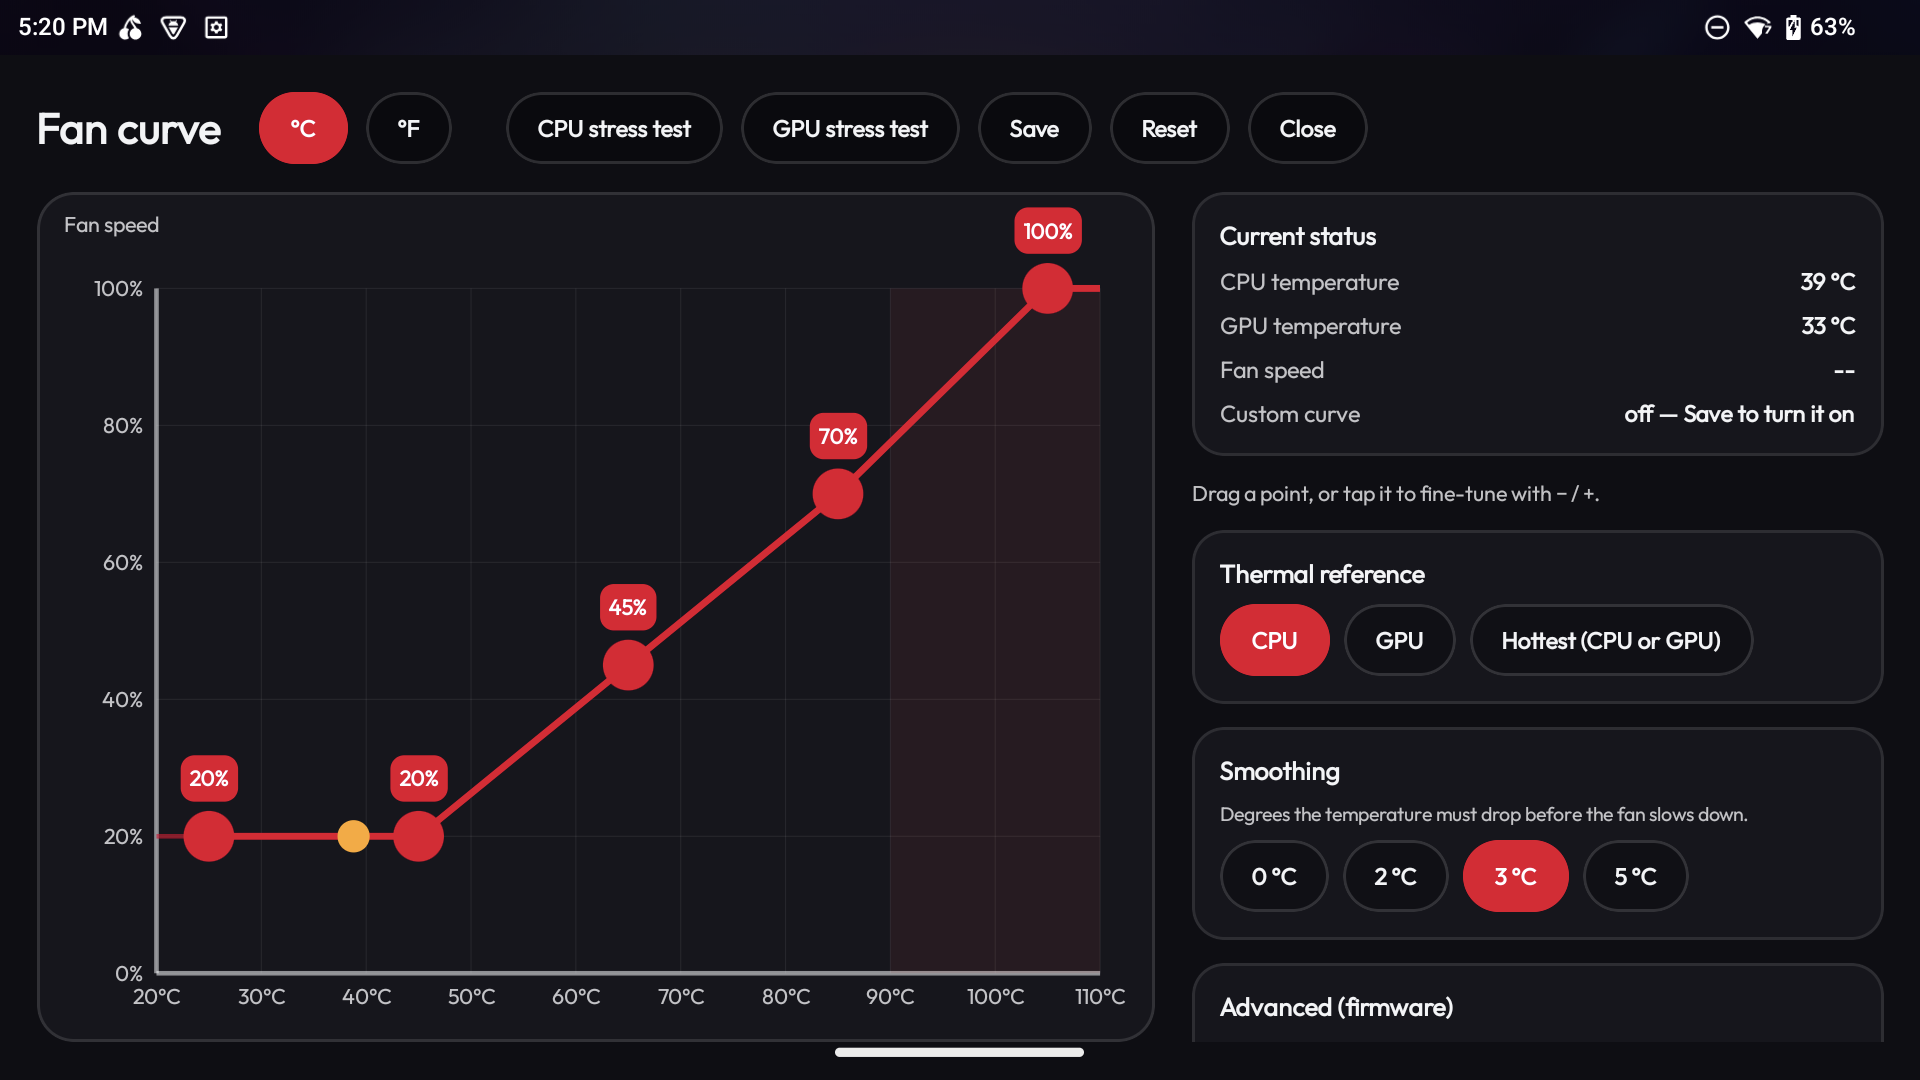 5:20 PM
63%
Fan curve
°C
°F
CPU stress test
GPU stress test
Save
Reset
Close
Fan speed
100%
80%
60%
40%
20%
0%
20°C
30°C
40°C
50°C
60°C
70°C
80°C
90°C
100°C
110°C
20%
20%
45%
70%
100%
Current status
CPU temperature 39 °C
GPU temperature 33 °C
Fan speed --
Custom curve off — Save to turn it on
Drag a point, or tap it to fine-tune with − / +.
Thermal reference
CPU
GPU
Hottest (CPU or GPU)
Smoothing
Degrees the temperature must drop before the fan slows down.
0 °C
2 °C
3 °C
5 °C
Advanced (firmware)